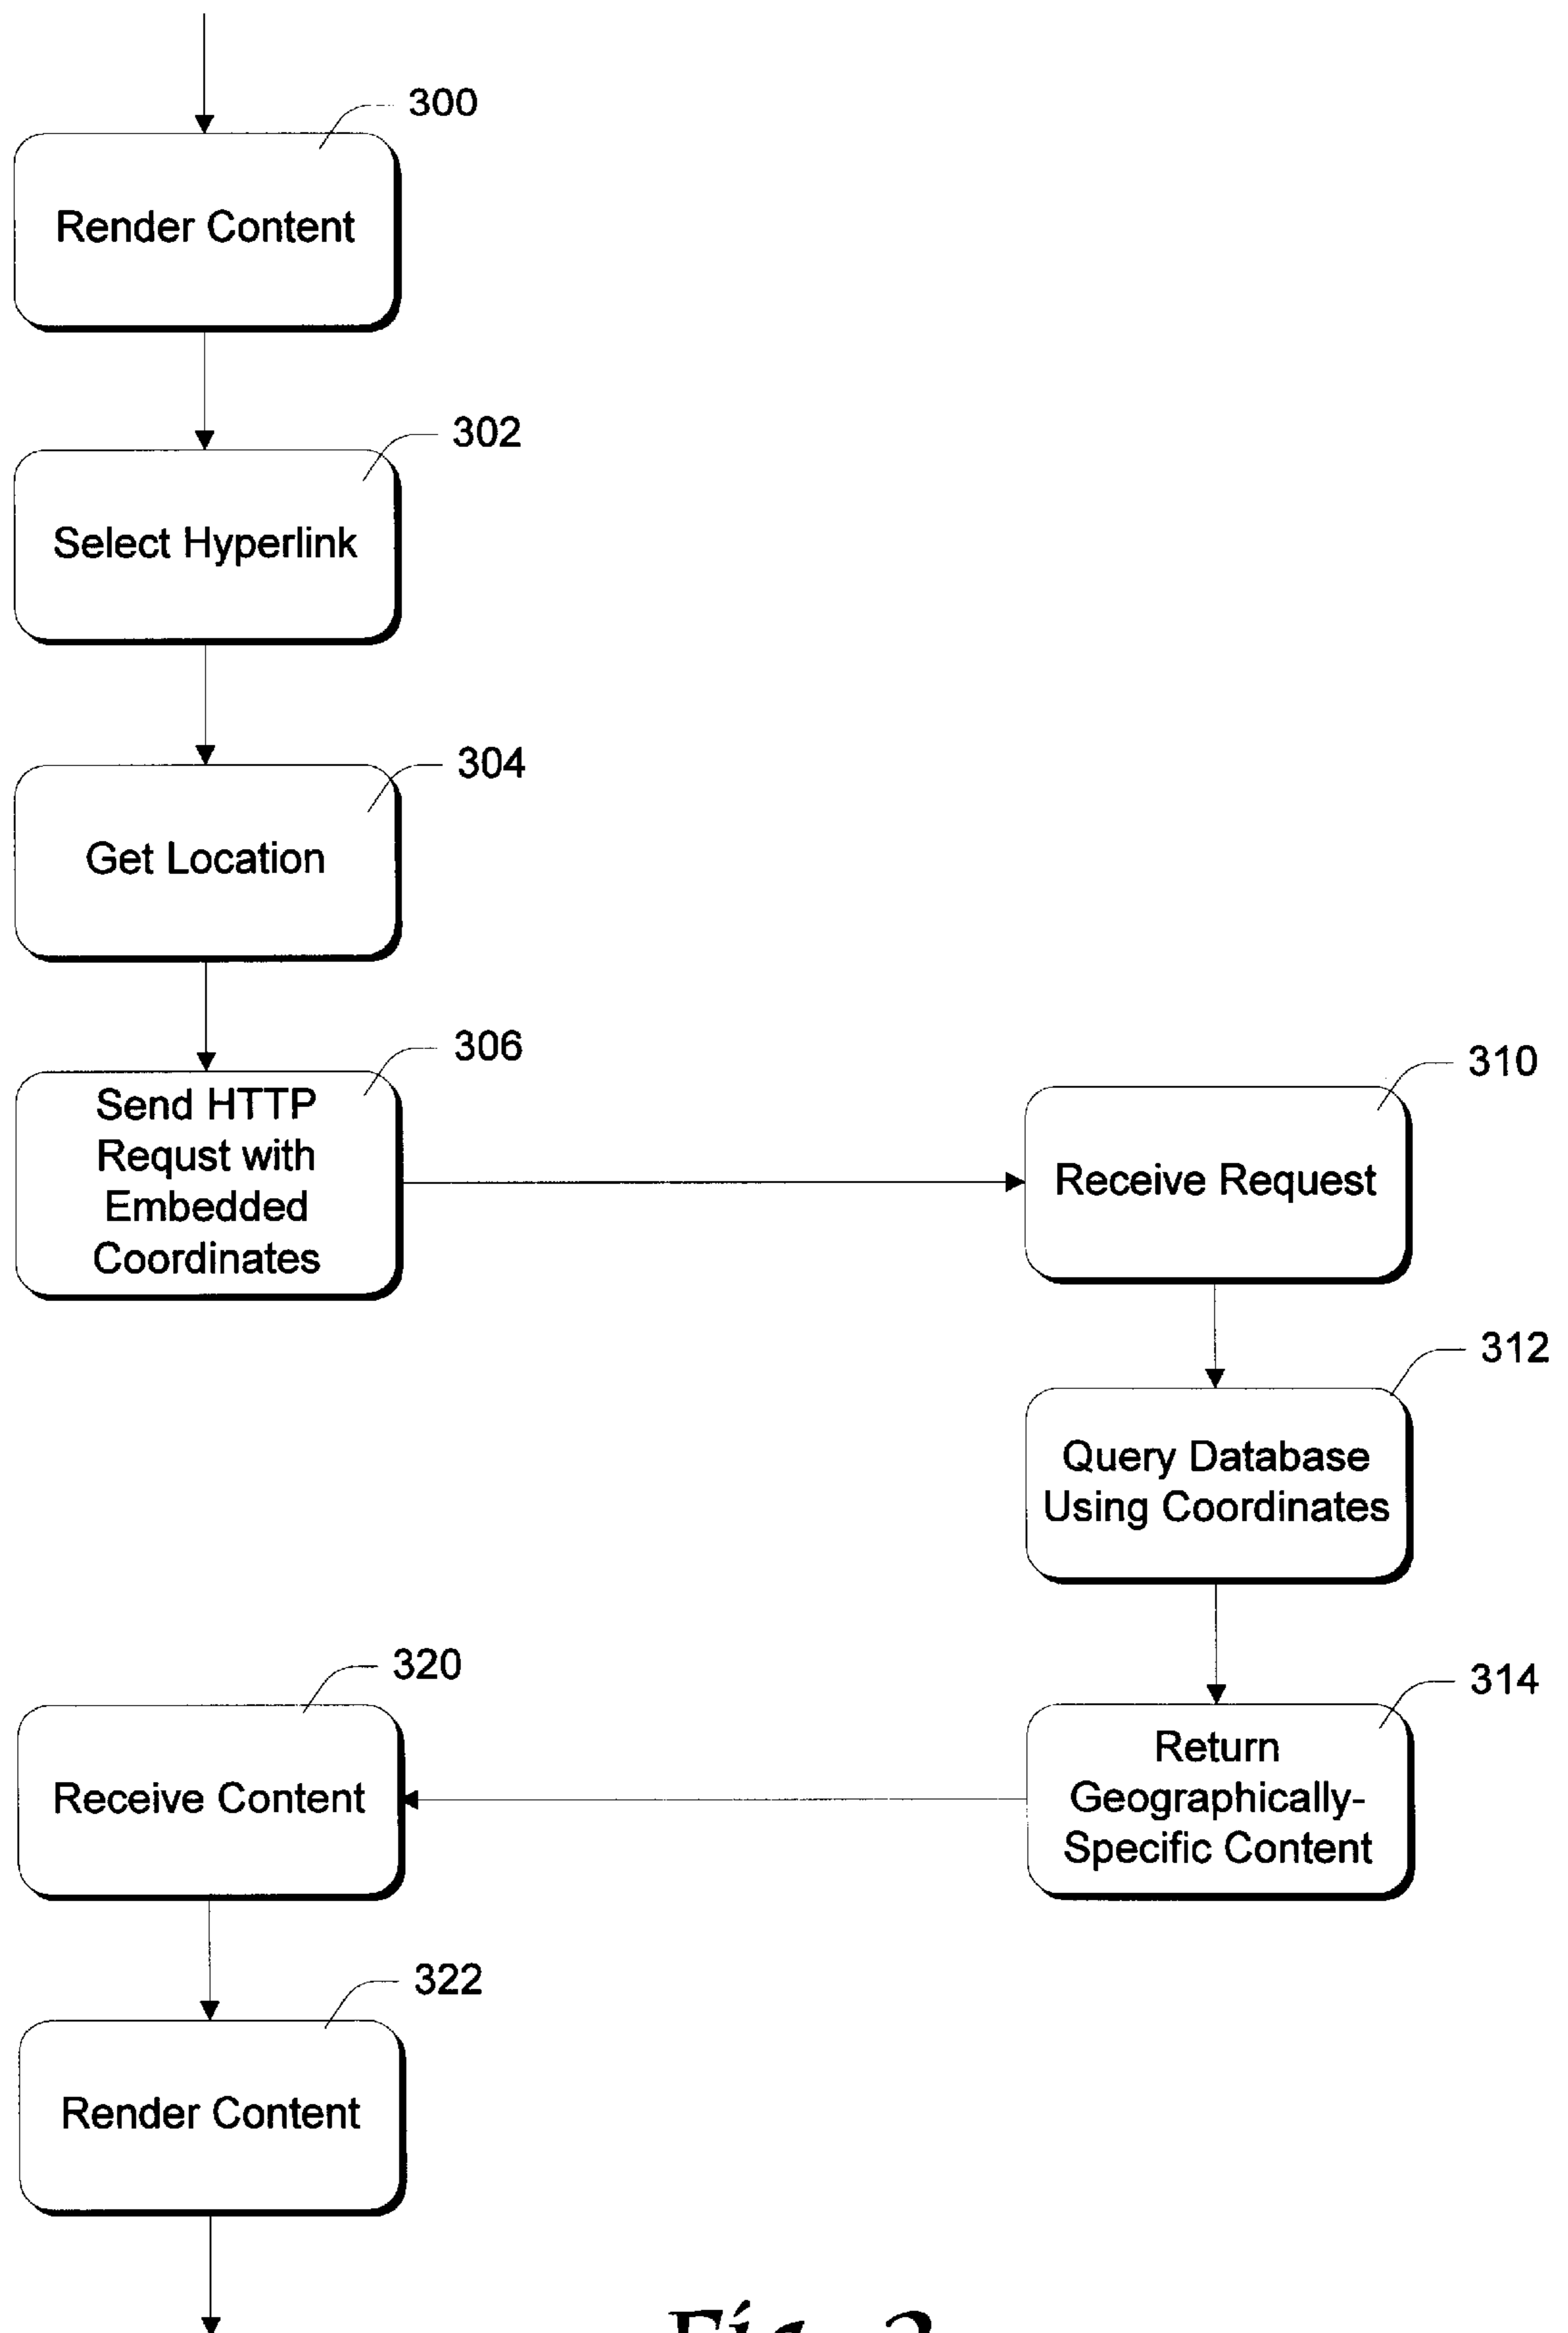 300
Render Content
302
Select Hyperlink
304
Get Location
306
Send HTTP
Requst with
Embedded
Coordinates
310
Receive Request
312
Query Database
Using Coordinates
314
Return
Geographically-
Specific Content
320
Receive Content
322
Render Content